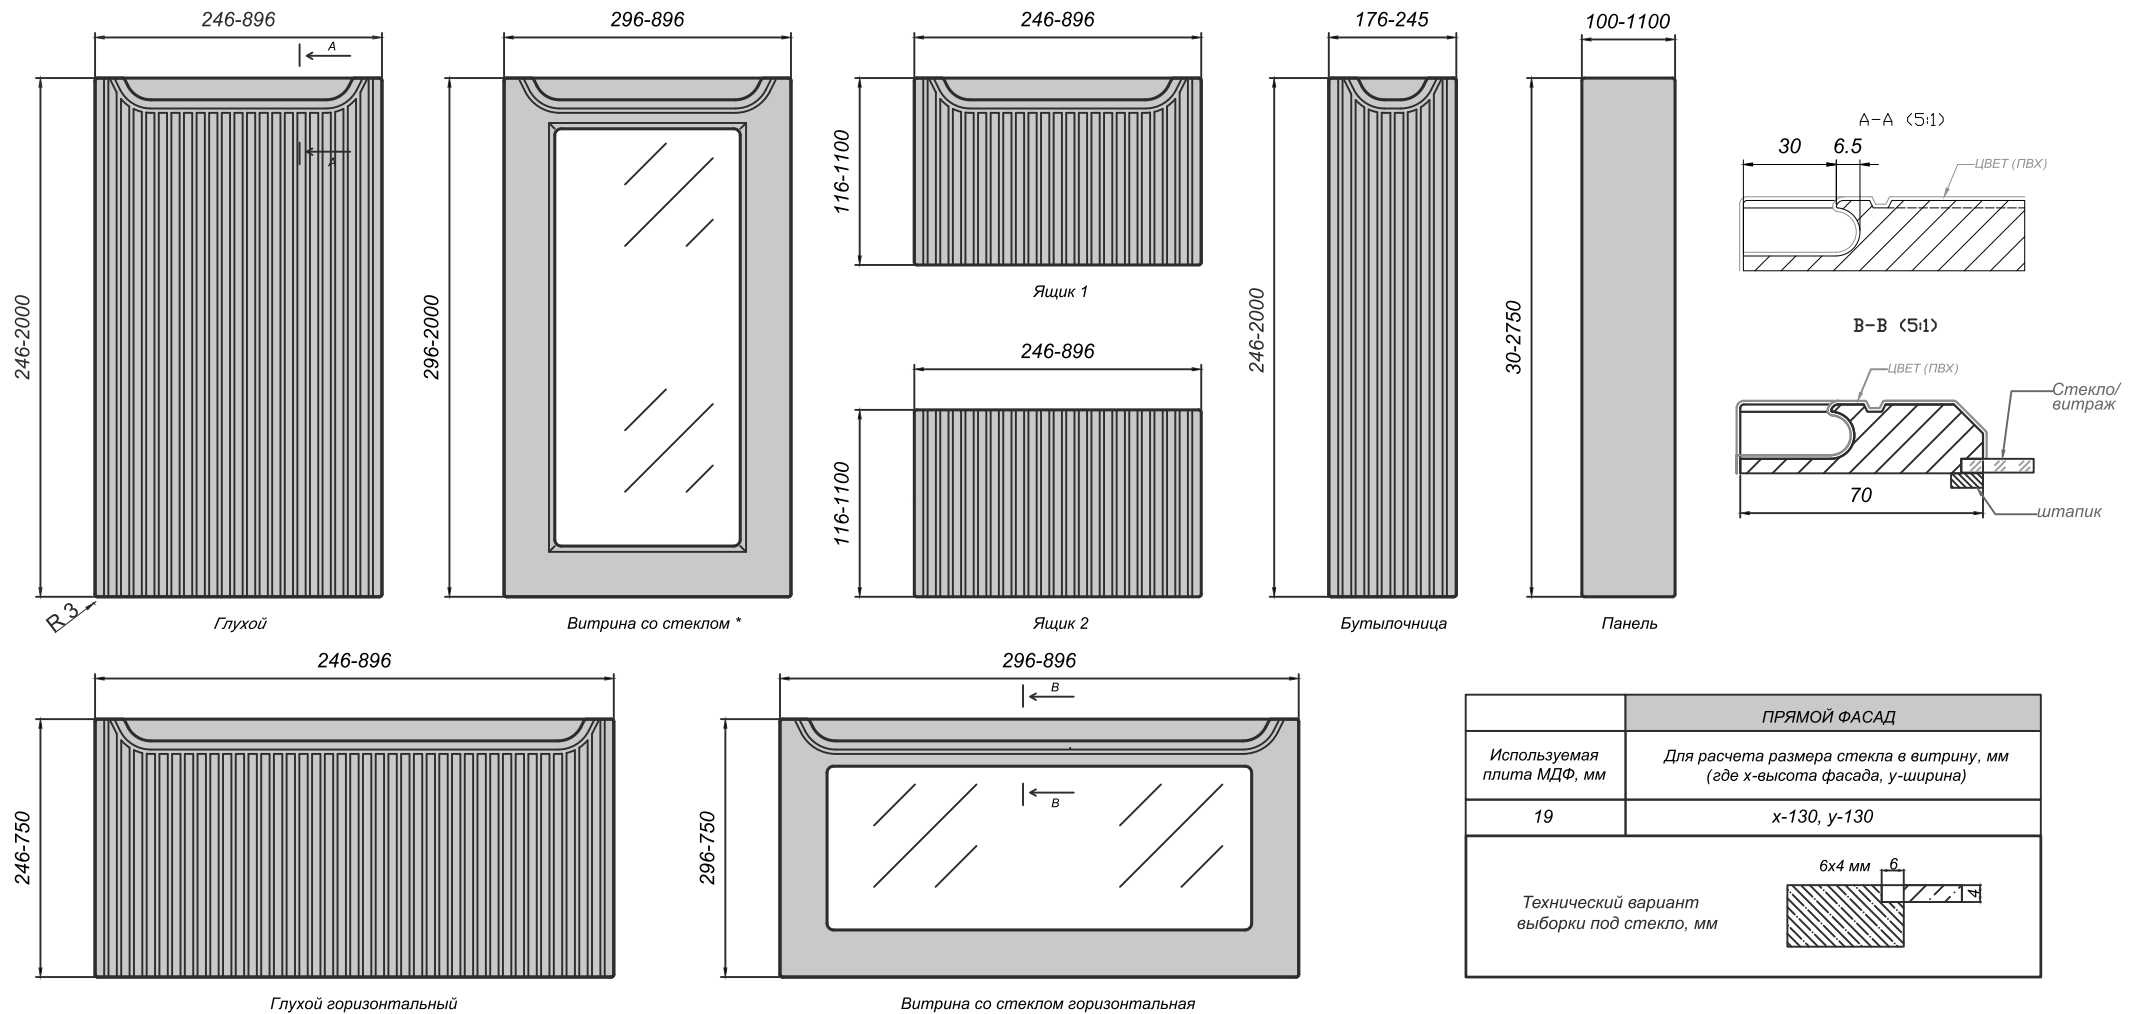 246-896
A
A
246-2000
R 3
Глухой
296-896
296-2000
Витрина со стеклом *
246-896
116-1100
Ящик 1
246-896
116-1100
Ящик 2
176-245
246-2000
Бутылочница
100-1100
30-2750
Панель
A-A (5:1)
30
6.5
ЦВЕТ (ПВХ)
B-B (5:1)
ЦВЕТ (ПВХ)
Стекло/
витраж
70
штапик
246-896
246-750
Глухой горизонтальный
296-896
B
B
296-750
Витрина со стеклом горизонтальная
ПРЯМОЙ ФАСАД
Используемая
плита МДФ, мм
Для расчета размера стекла в витрину, мм
(где х-высота фасада, у-ширина)
19
х-130, у-130
Технический вариант
выборки под стекло, мм
6х4 мм
6
4